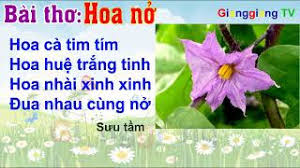 Bài thơ: Hoa nở
Gianggiang TV
Hoa cà tim tím
Hoa huệ trắng tinh
Hoa nhài xinh xinh
Đua nhau cùng nở
Sưu tầm